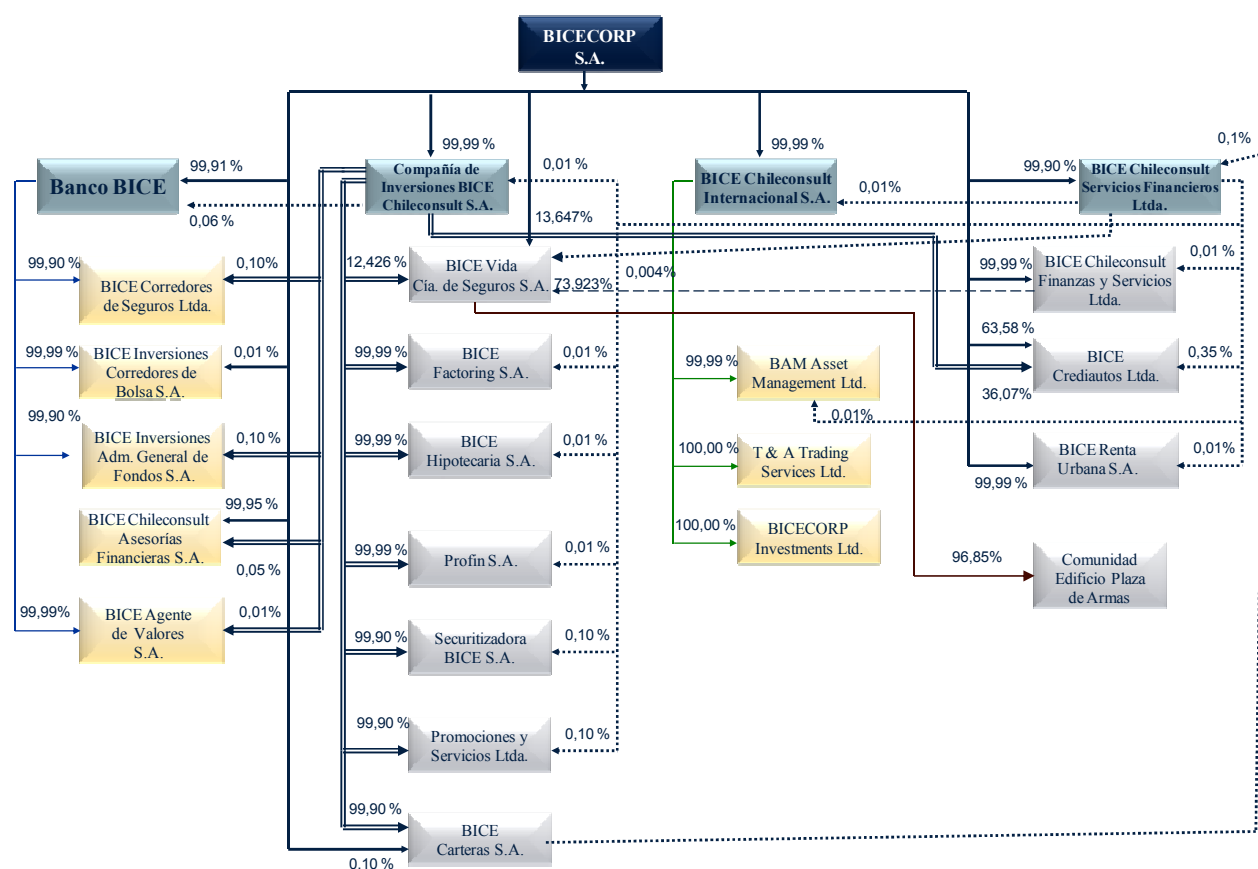 BICECORP
S.A.
99,91 %
99,99 %
0,01 %
99,99 %
0,01%
99,90 %
0,1%
Banco BICE
Compañía de
Inversiones BICE
Chileconsult S.A.
BICE Chileconsult
Internacional S.A.
BICE Chileconsult
Servicios Financieros
Ltda.
0,06 %
13,647%
99,90 %
0,10%
BICE Corredores
de Seguros Ltda.
12,426 %
BICE Vida
Cía. de Seguros S.A.
73,923%
0,004%
99,99 %
BICE Chileconsult
Finanzas y Servicios
Ltda.
0,01 %
99,99 %
BICE Inversiones
Corredores de
Bolsa S.A.
0,01 %
99,99 %
BICE
Factoring S.A.
0,01 %
99,99 %
BAM Asset
Management Ltd.
0,01%
63,58 %
BICE
Crediautos Ltda.
0,35 %
36,07%
99,90 %
BICE Inversiones
Adm. General de
Fondos S.A.
0,10 %
99,99 %
BICE
Hipotecaria S.A.
0,01 %
100,00 %
T & A Trading
Services Ltd.
BICE Renta
Urbana S.A.
0,01%
99,99 %
99,95 %
BICE Chileconsult
Asesorías
Financieras S.A.
0,05 %
99,99 %
Profin S.A.
0,01 %
100,00 %
BICECORP
Investments Ltd.
96,85%
Comunidad
Edificio Plaza
de Armas
99,99%
BICE Agente
de Valores
S.A.
0,01%
99,90 %
Securitizadora
BICE S.A.
0,10 %
99,90 %
Promociones y
Servicios Ltda.
0,10 %
99,90 %
BICE
Carteras S.A.
0,10 %